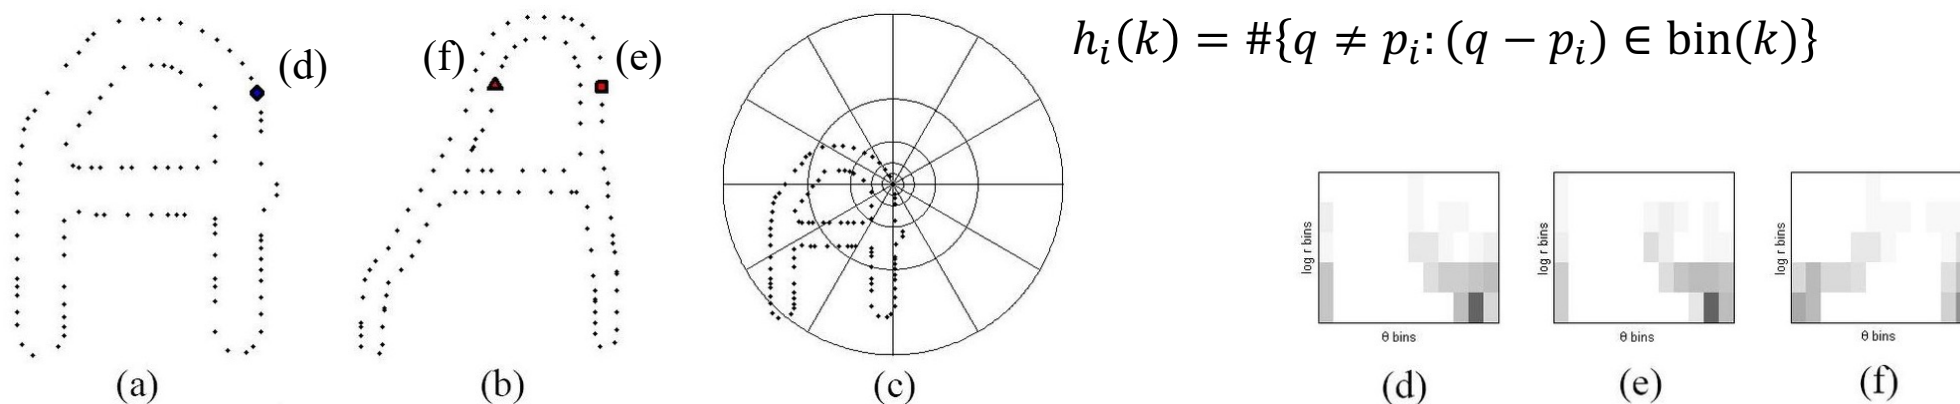 (d)
(f)
(e)
h_i(k) = #{q ≠ p_i: (q − p_i) ∈ bin(k)}
log r bins
θ bins
log r bins
θ bins
log r bins
θ bins
(a)
(b)
(c)
(d)
(e)
(f)